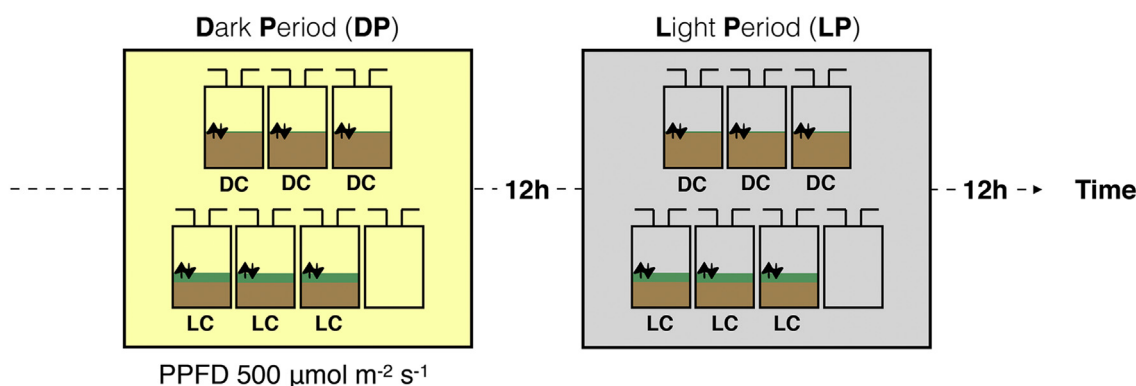 Dark Period (DP)
Light Period (LP)
DC DC DC
DC DC DC
12h
12h
Time
LC LC LC
LC LC LC
PPFD 500 µmol m-2 s-1